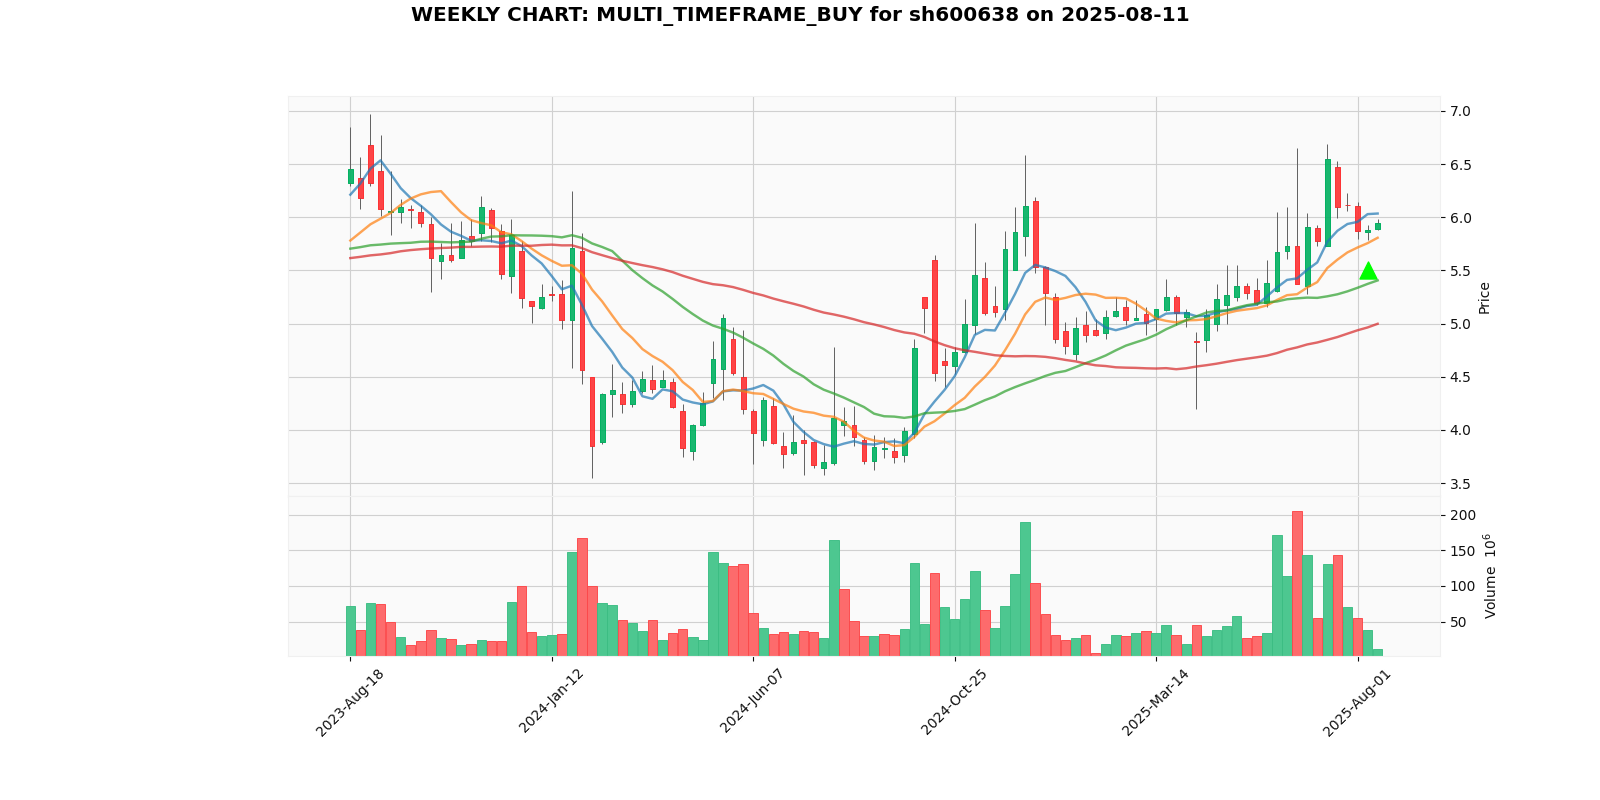 WEEKLY CHART: MULTI_TIMEFRAME_BUY for sh600638 on 2025-08-11
7.0
6.5
6.0
5.5
5.0
4.5
4.0
3.5
Price
200
150
100
50
Volume 10⁶
2023-Aug-18
2024-Jan-12
2024-Jun-07
2024-Oct-25
2025-Mar-14
2025-Aug-01